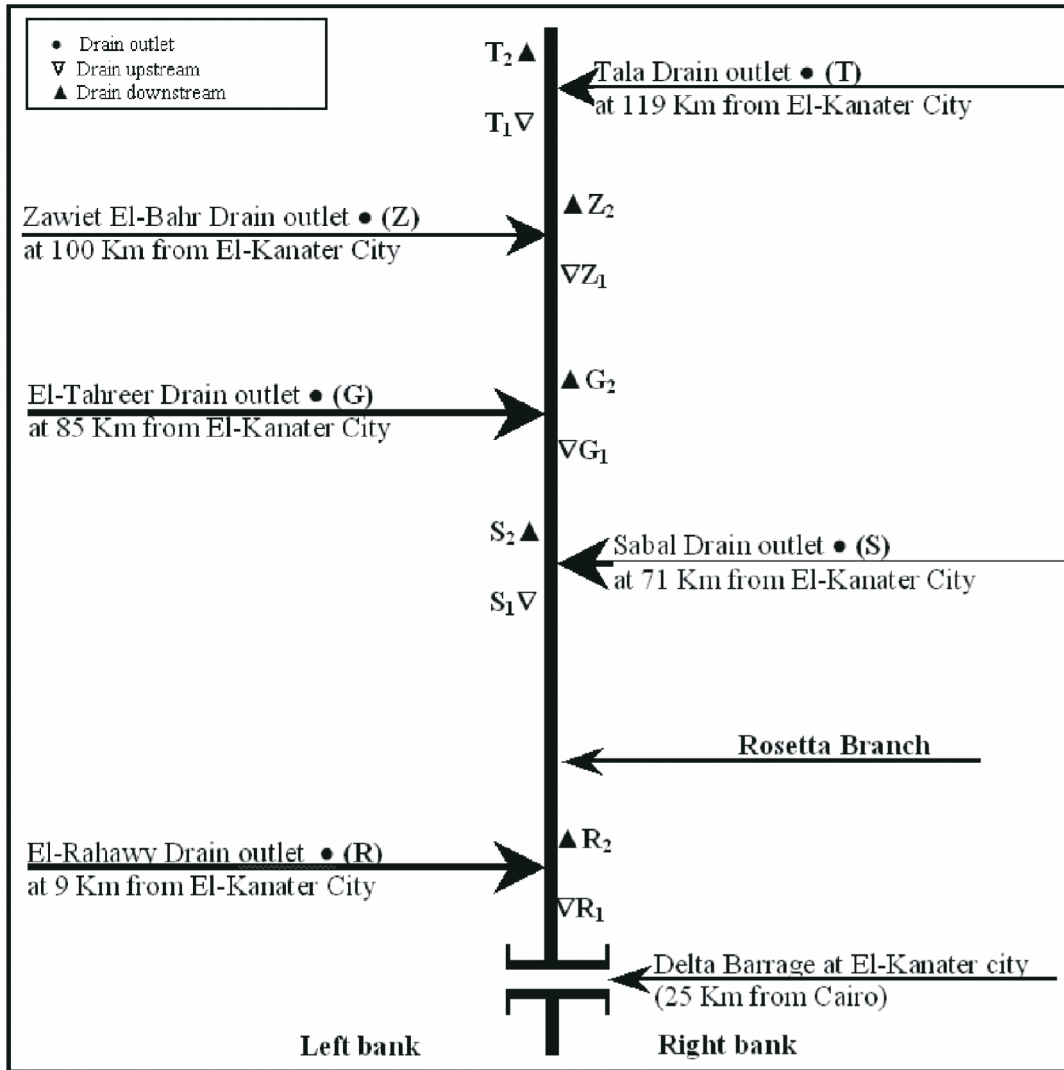 ● Drain outlet
∇ Drain upstream
▲ Drain downstream
T₂ ▲
Tala Drain outlet ● (T)
at 119 Km from El-Kanater City
T₁ ∇
▲ Z₂
Zawiet El-Bahr Drain outlet ● (Z)
at 100 Km from El-Kanater City
∇Z₁
▲ G₂
El-Tahreer Drain outlet ● (G)
at 85 Km from El-Kanater City
∇G₁
S₂ ▲
Sabal Drain outlet ● (S)
at 71 Km from El-Kanater City
S₁ ∇
Rosetta Branch
▲ R₂
El-Rahawy Drain outlet ● (R)
at 9 Km from El-Kanater City
∇R₁
Delta Barrage at El-Kanater city
(25 Km from Cairo)
Left bank
Right bank